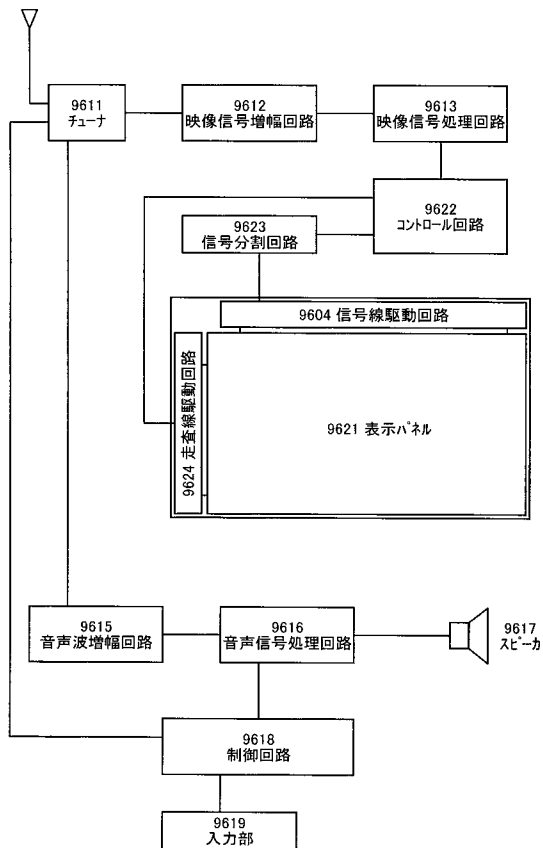 9611
チューナ
9612
映像信号増幅回路
9613
映像信号処理回路
9622
コントロール回路
9623
信号分割回路
9604 信号線駆動回路
9624 走査線駆動回路
9621 表示パネル
9615
音声波増幅回路
9616
音声信号処理回路
9617
スピーカ
9618
制御回路
9619
入力部